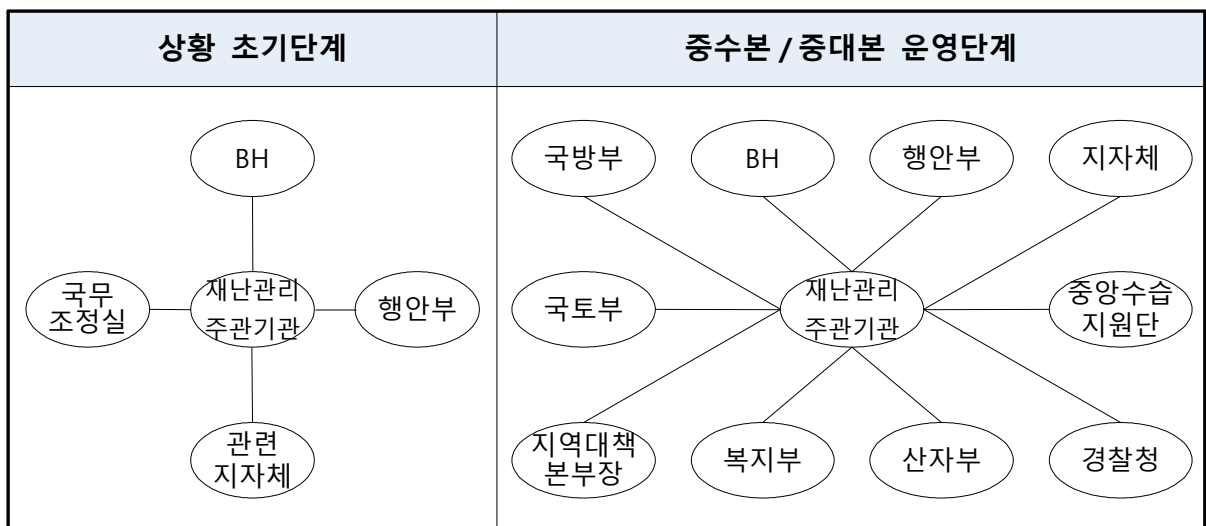 상황 초기단계
중수본 / 중대본 운영단계
BH
국무
조정실
재난관리
주관기관
행안부
관련
지자체
국방부
BH
행안부
지자체
국토부
재난관리
주관기관
중앙수습
지원단
지역대책
본부장
복지부
산자부
경찰청